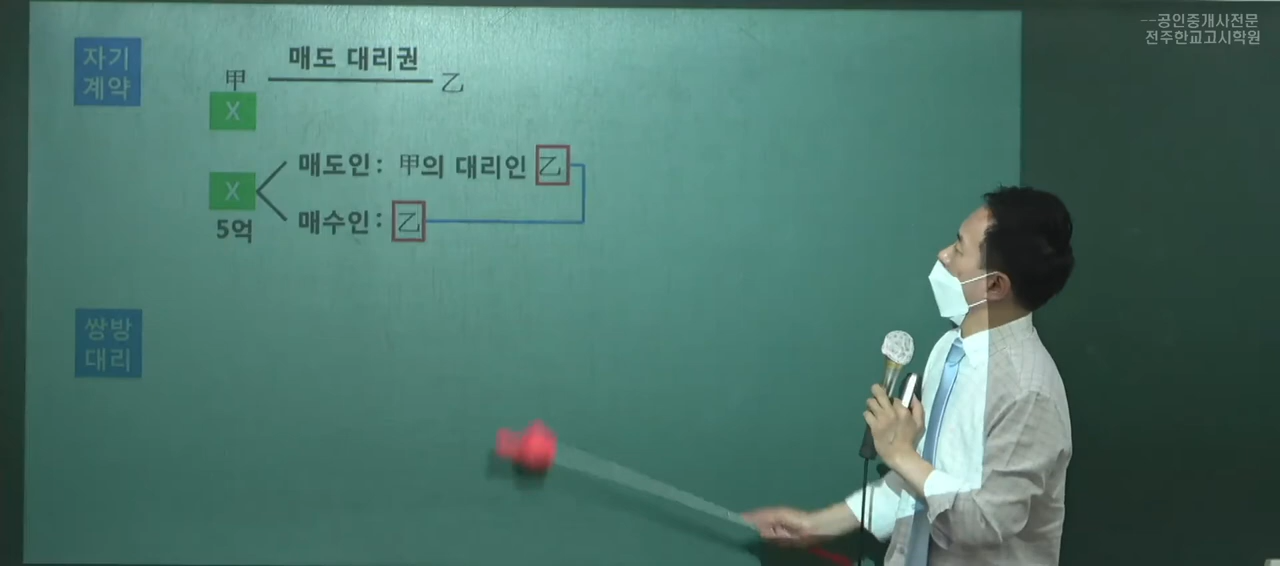 --공인중개사전문
전주한교고시학원
자기
계약
매도 대리권
甲
乙
X
매도인: 甲의 대리인 乙
X
매수인: 乙
5억
쌍방
대리